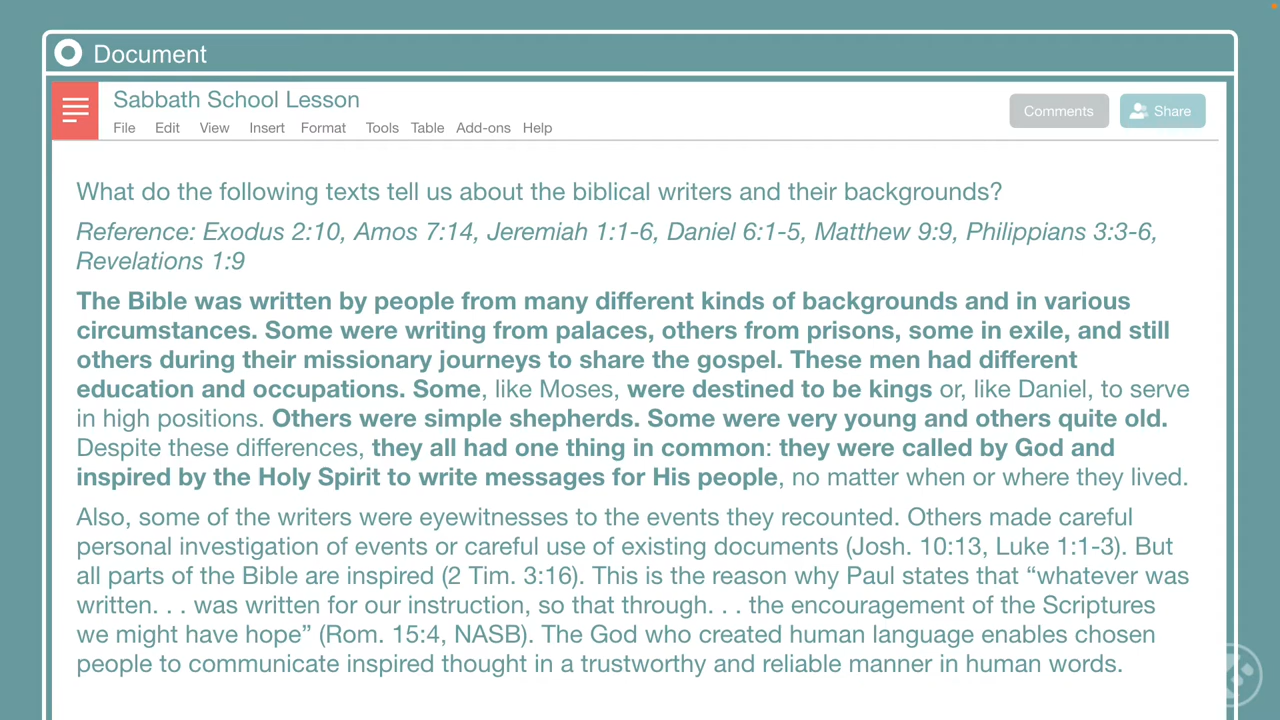 Document
Sabbath School Lesson
File Edit View Insert Format Tools Table Add-ons Help
Comments
Share
What do the following texts tell us about the biblical writers and their backgrounds?
Reference: Exodus 2:10, Amos 7:14, Jeremiah 1:1-6, Daniel 6:1-5, Matthew 9:9, Philippians 3:3-6,
Revelations 1:9
The Bible was written by people from many different kinds of backgrounds and in various
circumstances. Some were writing from palaces, others from prisons, some in exile, and still
others during their missionary journeys to share the gospel. These men had different
education and occupations. Some, like Moses, were destined to be kings or, like Daniel, to serve
in high positions. Others were simple shepherds. Some were very young and others quite old.
Despite these differences, they all had one thing in common: they were called by God and
inspired by the Holy Spirit to write messages for His people, no matter when or where they lived.
Also, some of the writers were eyewitnesses to the events they recounted. Others made careful
personal investigation of events or careful use of existing documents (Josh. 10:13, Luke 1:1-3). But
all parts of the Bible are inspired (2 Tim. 3:16). This is the reason why Paul states that “whatever was
written. . . was written for our instruction, so that through. . . the encouragement of the Scriptures
we might have hope” (Rom. 15:4, NASB). The God who created human language enables chosen
people to communicate inspired thought in a trustworthy and reliable manner in human words.